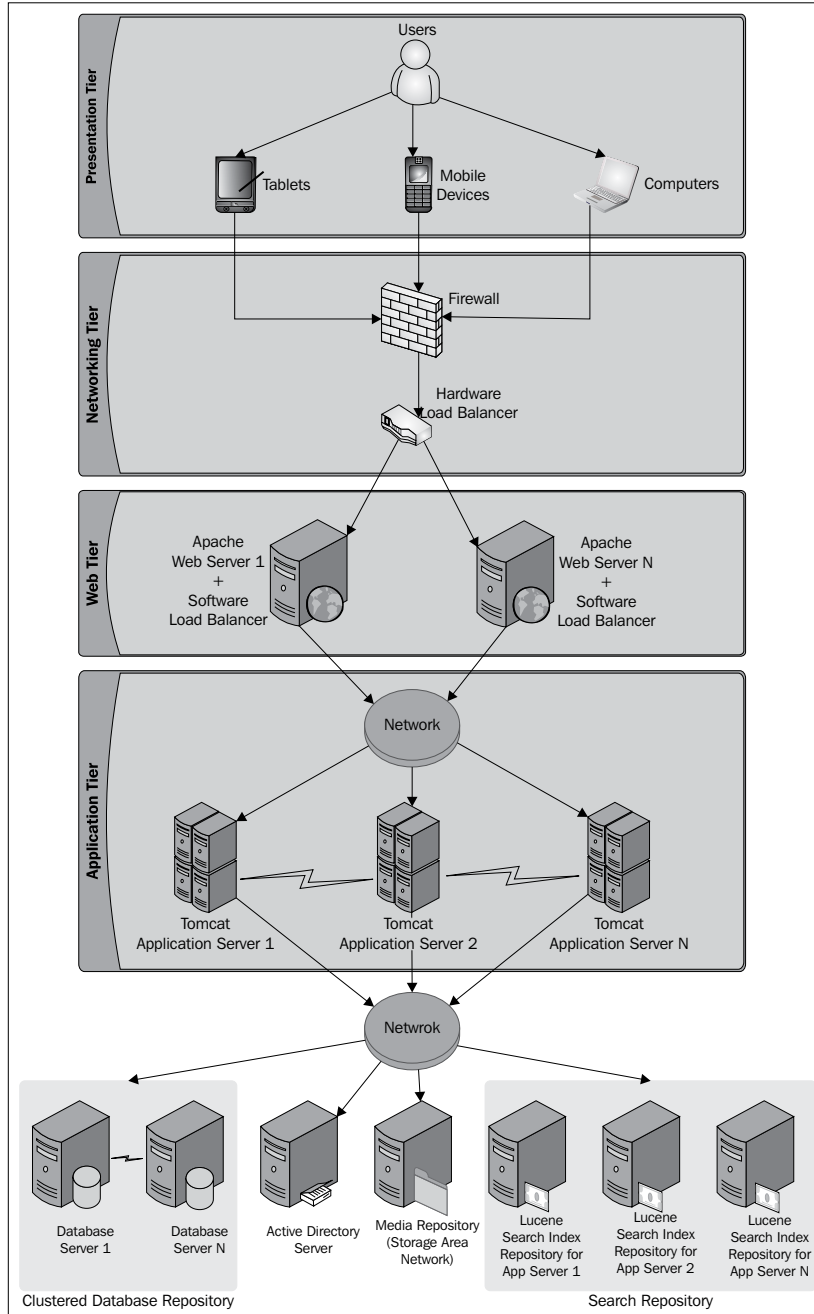 Presentation Tier
Users
Tablets
Mobile
Devices
Computers
Networking Tier
Firewall
Hardware
Load Balancer
Web Tier
Apache
Web Server 1
+
Software
Load Balancer
Apache
Web Server N
+
Software
Load Balancer
Application Tier
Network
Tomcat
Application Server 1
Tomcat
Application Server 2
Tomcat
Application Server N
Netwrok
Database
Server 1
Database
Server N
Clustered Database Repository
Active Directory
Server
Media Repository
(Storage Area
Network)
Lucene
Search Index
Repository for
App Server 1
Lucene
Search Index
Repository for
App Server 2
Lucene
Search Index
Repository for
App Server N
Search Repository